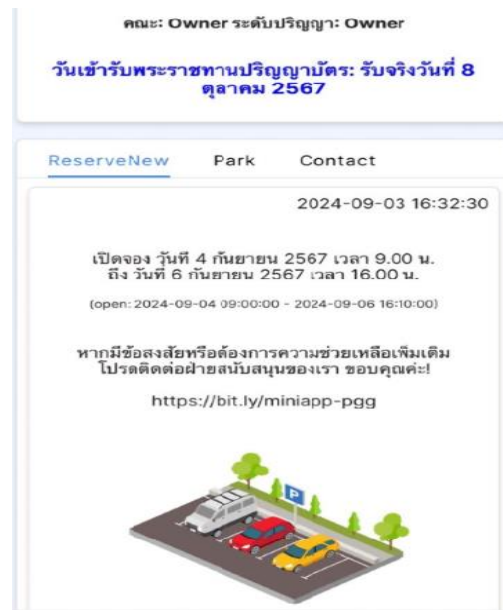 คณะ: Owner ระดับปริญญา: Owner
วันเข้ารับพระราชทานปริญญาบัตร: รับจริงวันที่ 8
ตุลาคม 2567
ReserveNew Park Contact
2024-09-03 16:32:30
เปิดจอง วันที่ 4 กันยายน 2567 เวลา 9.00 น.
ถึง วันที่ 6 กันยายน 2567 เวลา 16.00 น.
(open: 2024-09-04 09:00:00 - 2024-09-06 16:10:00)
หากมีข้อสงสัยหรือต้องการความช่วยเหลือเพิ่มเติม
โปรดติดต่อฝ่ายสนับสนุนของเรา ขอบคุณค่ะ!
https://bit.ly/miniapp-pgg
P